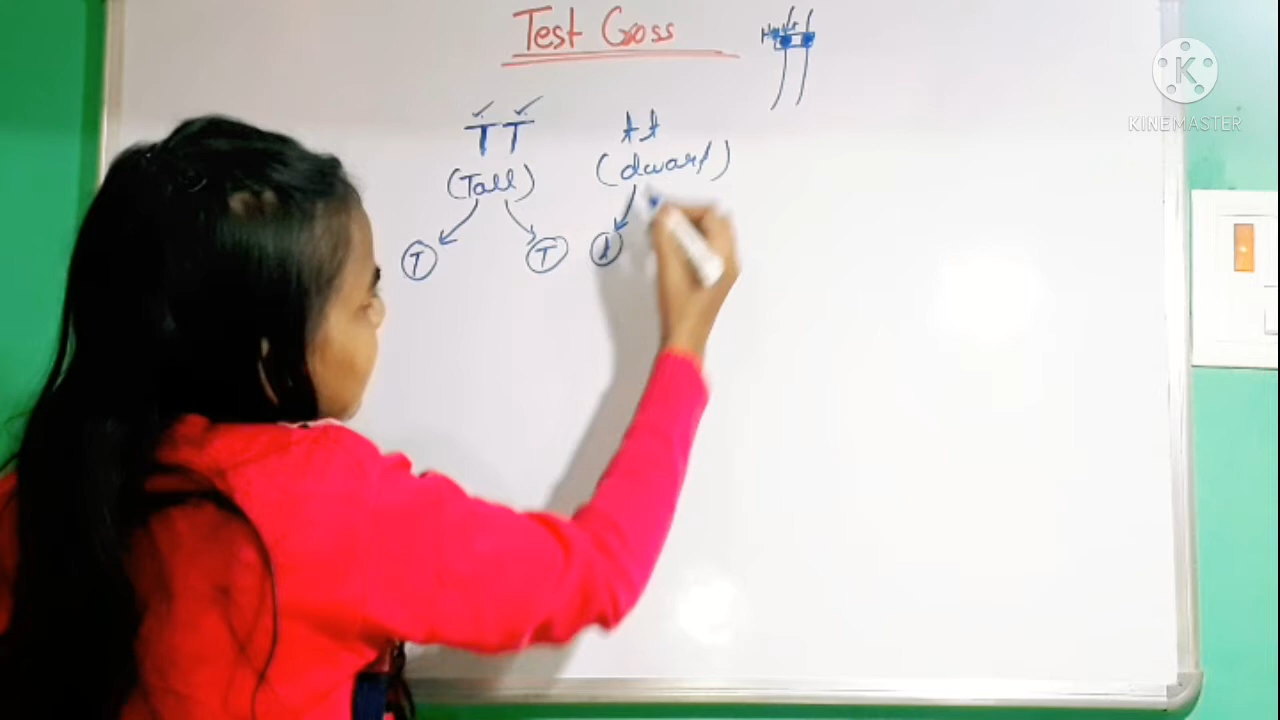 Test Cross
TT tt
(Tall) (dwarf)
T T t
K
KINEMASTER